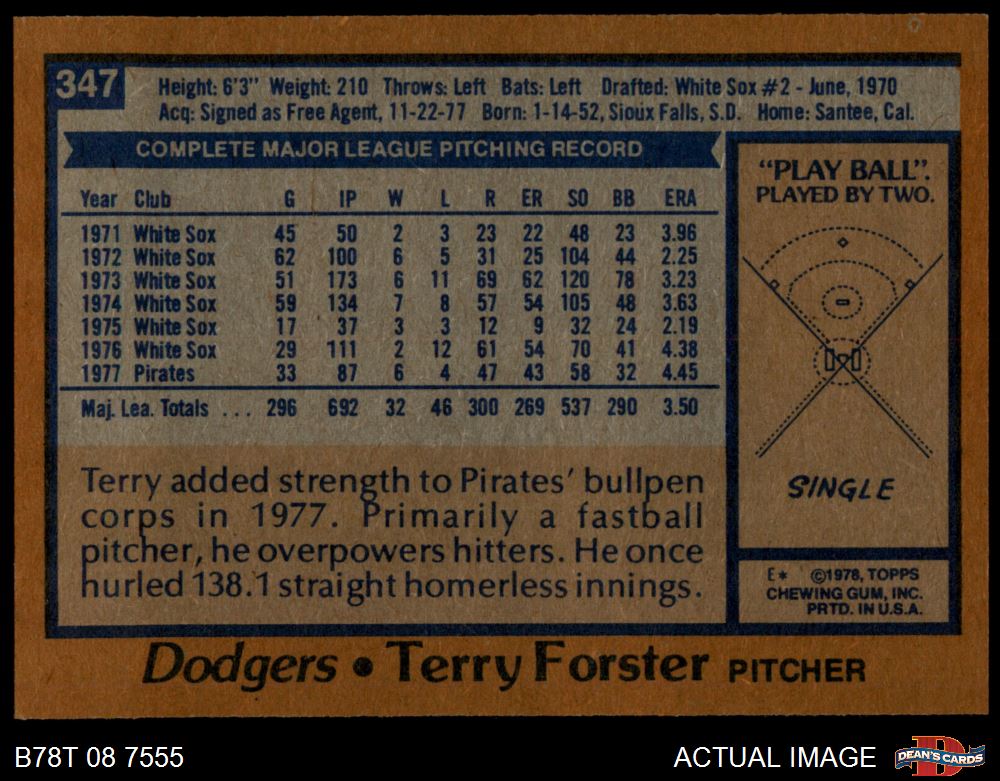 347
Height: 6'3" Weight: 210 Throws: Left Bats: Left Drafted: White Sox #2 - June, 1970
Acq: Signed as Free Agent, 11-22-77 Born: 1-14-52, Sioux Falls, S.D. Home: Santee, Cal.
COMPLETE MAJOR LEAGUE PITCHING RECORD
Year Club G IP W L R ER SO BB ERA
1971 White Sox 45 50 2 3 23 22 48 23 3.96
1972 White Sox 62 100 6 5 31 25 104 44 2.25
1973 White Sox 51 173 6 11 69 62 120 78 3.23
1974 White Sox 59 134 7 8 57 54 105 48 3.63
1975 White Sox 17 37 3 3 12 9 32 24 2.19
1976 White Sox 29 111 2 12 61 54 70 41 4.38
1977 Pirates 33 87 6 4 47 43 58 32 4.45
Maj. Lea. Totals ... 296 692 32 46 300 269 537 290 3.50
Terry added strength to Pirates' bullpen
corps in 1977. Primarily a fastball
pitcher, he overpowers hitters. He once
hurled 138.1 straight homerless innings.
"PLAY BALL".
PLAYED BY TWO.
SINGLE
E* ©1978, TOPPS
CHEWING GUM, INC.
PRTD. IN U.S.A.
Dodgers • Terry Forster PITCHER
B78T 08 7555
ACTUAL IMAGE
D
DEAN'S CARDS